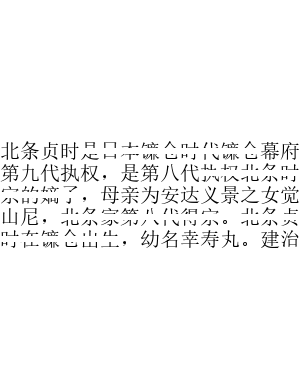 北条贞时是日本镰仓时代镰仓幕府
第九代执权，是第八代执权北条时
宗的嫡子，母亲为安达义景之女觉
山尼，北条家第八代得宗。北条贞
时在镰仓出生，幼名幸寿丸。建治